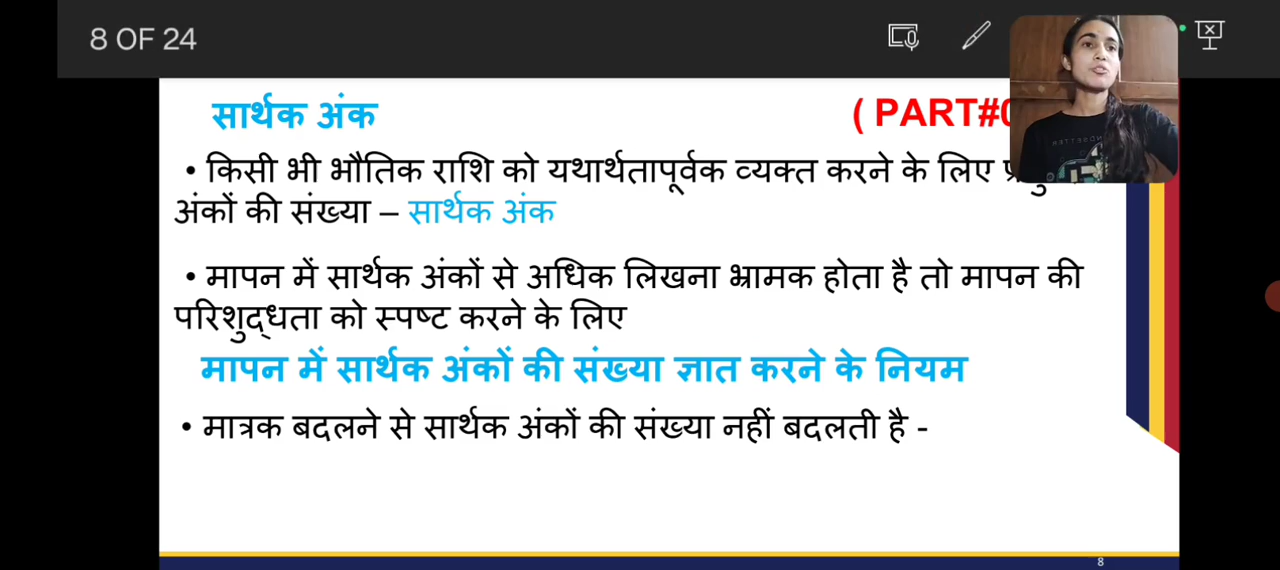 8 OF 24
सार्थक अंक ( PART#
• किसी भी भौतिक राशि को यथार्थतापूर्वक व्यक्त करने के लिए
अंकों की संख्या – सार्थक अंक
• मापन में सार्थक अंकों से अधिक लिखना भ्रामक होता है तो मापन की
परिशुद्धता को स्पष्ट करने के लिए
मापन में सार्थक अंकों की संख्या ज्ञात करने के नियम
• मात्रक बदलने से सार्थक अंकों की संख्या नहीं बदलती है -
8